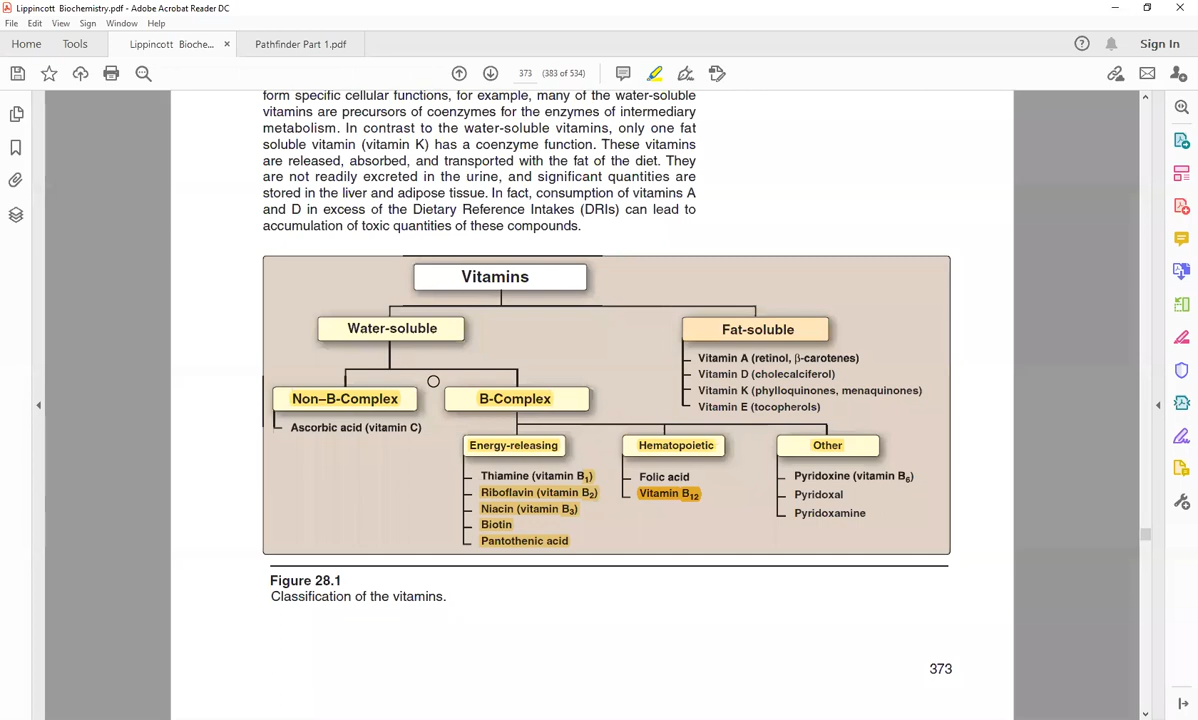 Lippincott Biochemistry.pdf - Adobe Acrobat Reader DC
File Edit View Sign Window Help
Home Tools Lippincott Bioche... × Pathfinder Part 1.pdf Sign In
373 (383 of 534)
form specific cellular functions, for example, many of the water-soluble
vitamins are precursors of coenzymes for the enzymes of intermediary
metabolism. In contrast to the water-soluble vitamins, only one fat
soluble vitamin (vitamin K) has a coenzyme function. These vitamins
are released, absorbed, and transported with the fat of the diet. They
are not readily excreted in the urine, and significant quantities are
stored in the liver and adipose tissue. In fact, consumption of vitamins A
and D in excess of the Dietary Reference Intakes (DRIs) can lead to
accumulation of toxic quantities of these compounds.
Vitamins
Water-soluble
Non–B-Complex
Ascorbic acid (vitamin C)
B-Complex
Energy-releasing
Thiamine (vitamin B₁)
Riboflavin (vitamin B₂)
Niacin (vitamin B₃)
Biotin
Pantothenic acid
Hematopoietic
Folic acid
Vitamin B₁₂
Other
Pyridoxine (vitamin B₆)
Pyridoxal
Pyridoxamine
Fat-soluble
Vitamin A (retinol, β-carotenes)
Vitamin D (cholecalciferol)
Vitamin K (phylloquinones, menaquinones)
Vitamin E (tocopherols)
Figure 28.1
Classification of the vitamins.
373